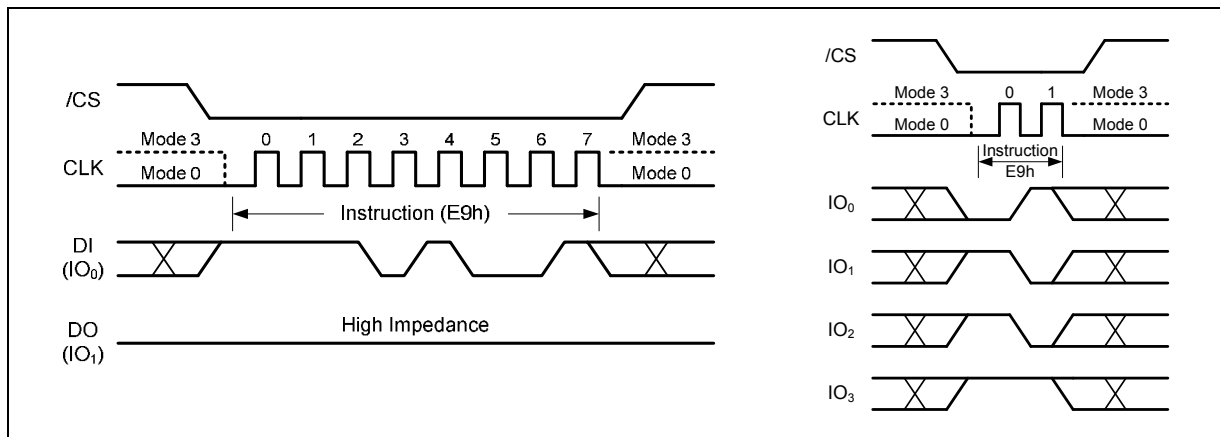 /CS
Mode 3 0 1 2 3 4 5 6 7 Mode 3
CLK
Mode 0 Mode 0
Instruction (E9h)
DI
(IO0)
High Impedance
DO
(IO1)
/CS
Mode 3 0 1 Mode 3
CLK
Mode 0 Mode 0
Instruction
E9h
IO0
IO1
IO2
IO3